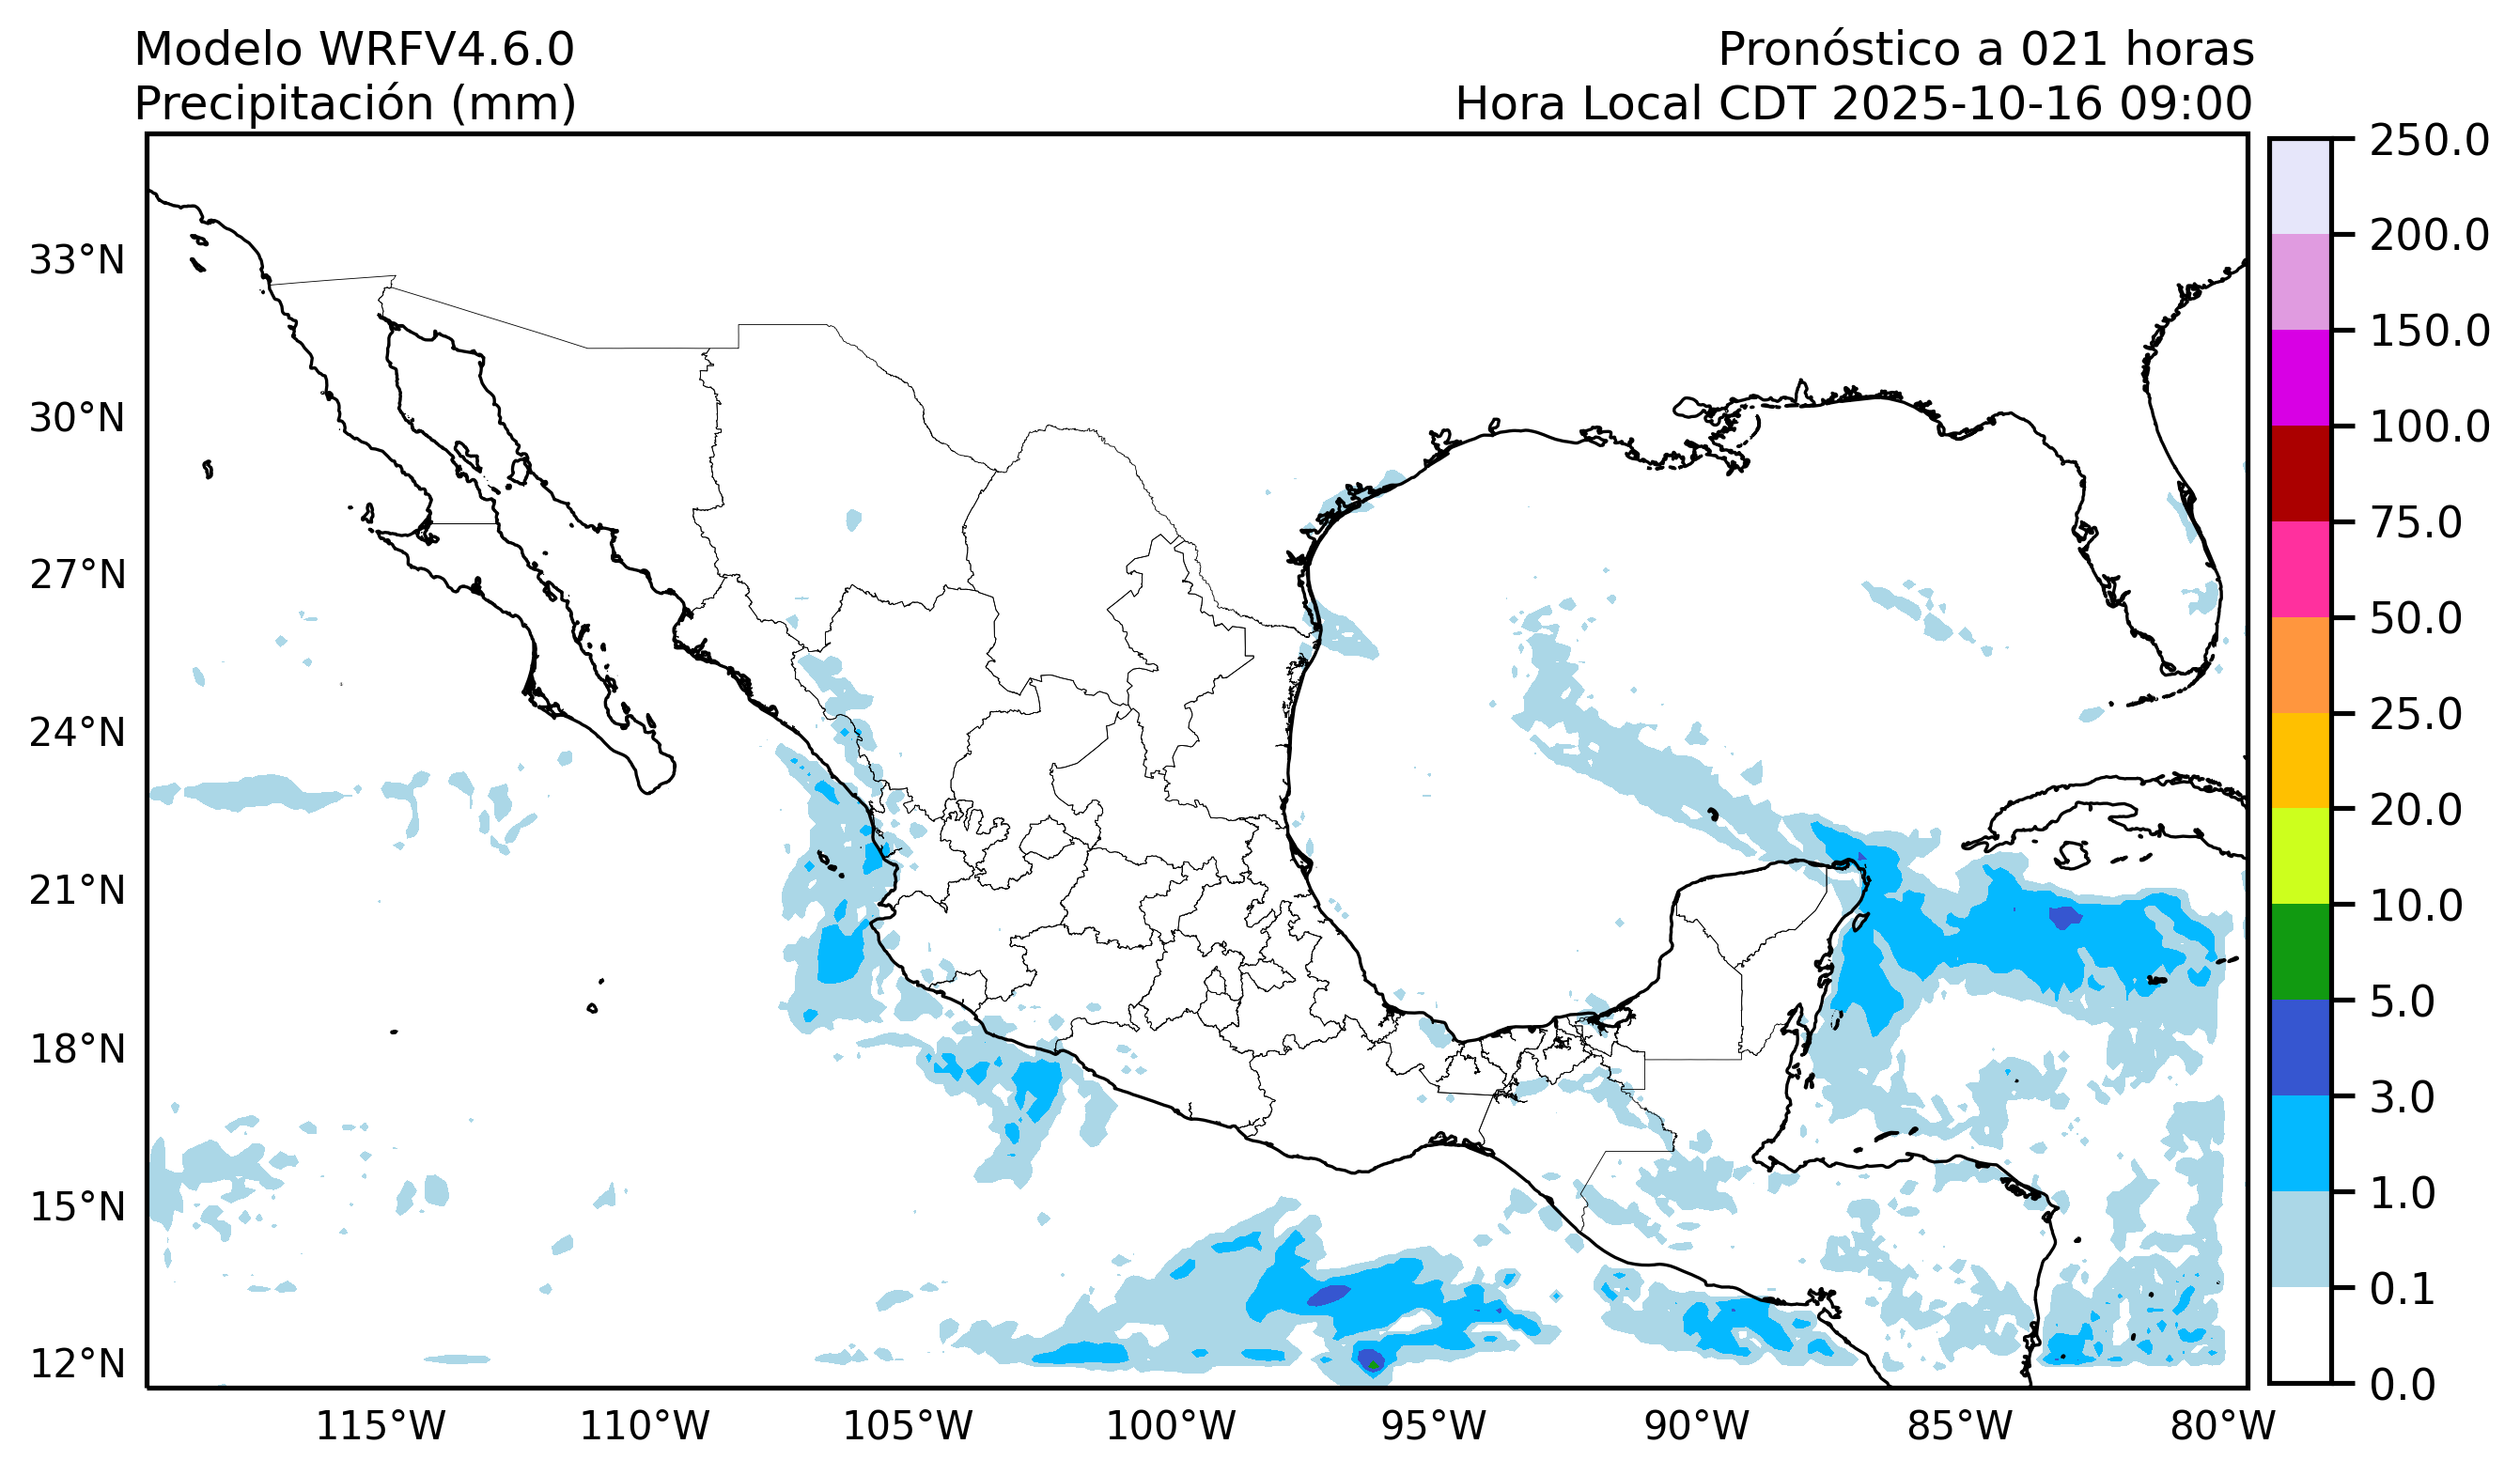 Modelo WRFV4.6.0
Precipitación (mm)
Pronóstico a 021 horas
Hora Local CDT 2025-10-16 09:00
33°N
30°N
27°N
24°N
21°N
18°N
15°N
12°N
115°W
110°W
105°W
100°W
95°W
90°W
85°W
80°W
250.0
200.0
150.0
100.0
75.0
50.0
25.0
20.0
10.0
5.0
3.0
1.0
0.1
0.0